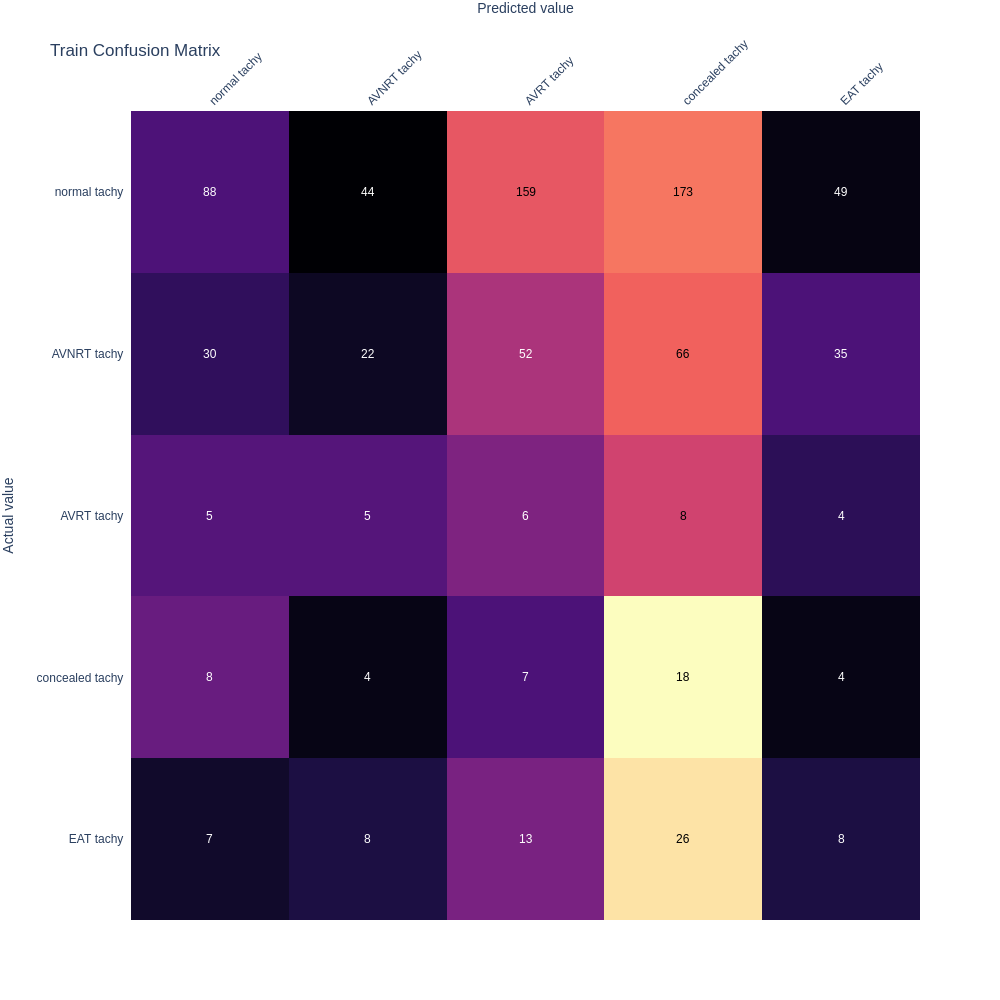 Predicted value
Train Confusion Matrix
normal tachy
AVNRT tachy
AVRT tachy
concealed tachy
EAT tachy
Actual value
normal tachy 88 44 159 173 49
AVNRT tachy 30 22 52 66 35
AVRT tachy 5 5 6 8 4
concealed tachy 8 4 7 18 4
EAT tachy 7 8 13 26 8